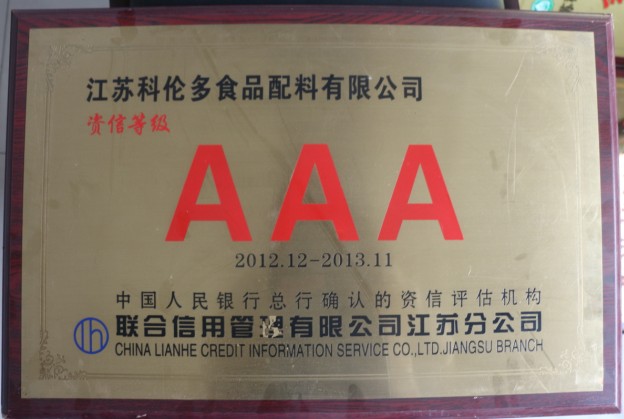 江苏科伦多食品配料有限公司
资信等级
AAA
2012.12-2013.11
中国人民银行总行确认的资信评估机构
联合信用管理有限公司江苏分公司
CHINA LIANHE CREDIT INFORMATION SERVICE CO.,LTD.JIANGSU BRANCH